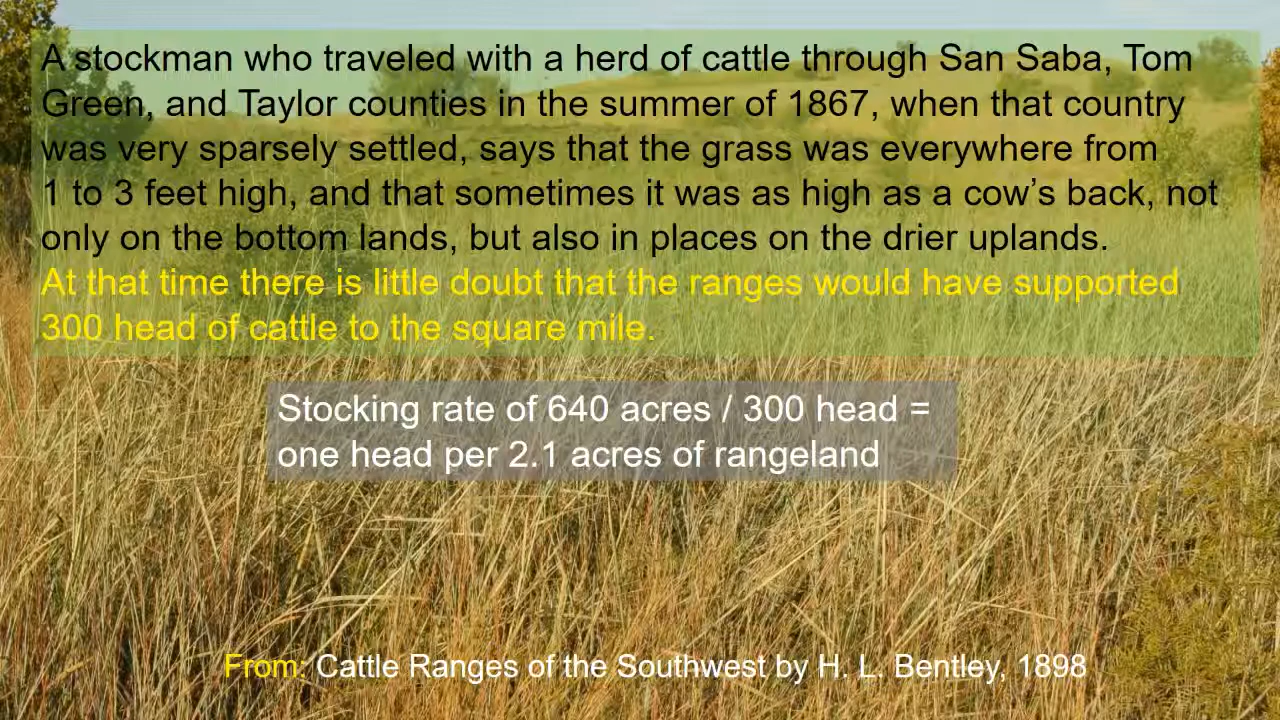 A stockman who traveled with a herd of cattle through San Saba, Tom
Green, and Taylor counties in the summer of 1867, when that country
was very sparsely settled, says that the grass was everywhere from
1 to 3 feet high, and that sometimes it was as high as a cow’s back, not
only on the bottom lands, but also in places on the drier uplands.
At that time there is little doubt that the ranges would have supported
300 head of cattle to the square mile.
Stocking rate of 640 acres / 300 head =
one head per 2.1 acres of rangeland
From: Cattle Ranges of the Southwest by H. L. Bentley, 1898